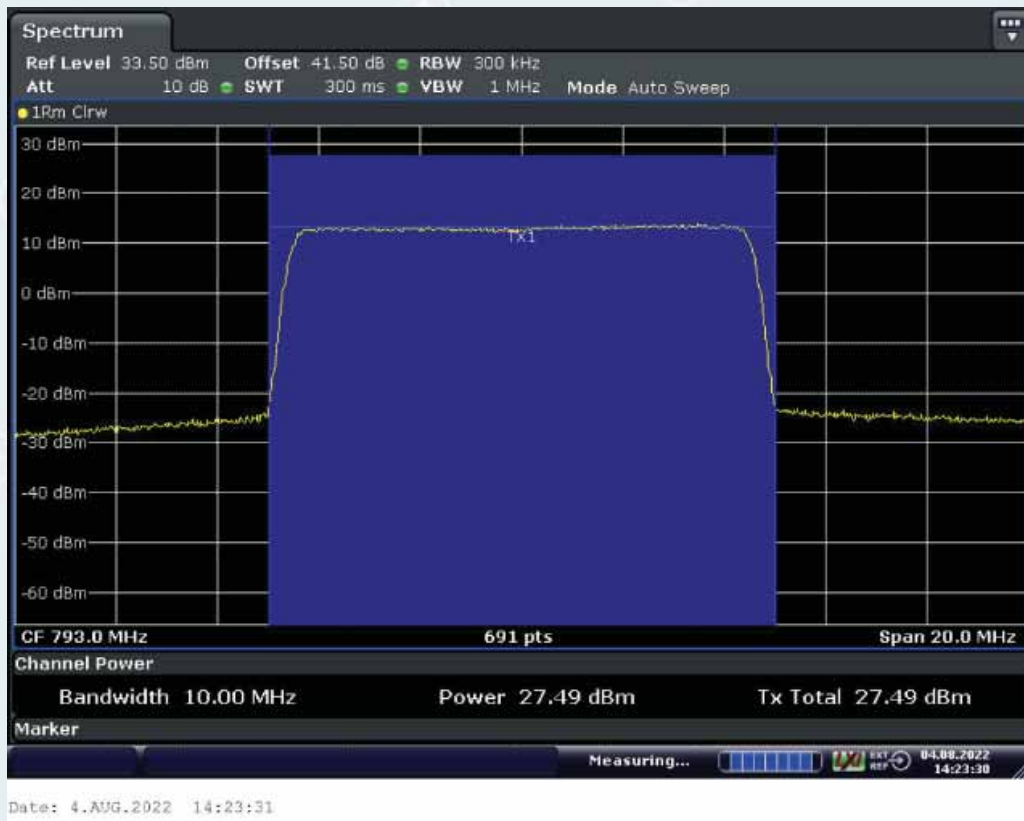 Spectrum
Ref Level 33.50 dBm Offset 41.50 dB RBW 300 kHz
Att 10 dB SWT 300 ms VBW 1 MHz Mode Auto Sweep
1Rm Clrw
30 dBm
20 dBm
10 dBm
Tx1
0 dBm
-10 dBm
-20 dBm
-30 dBm
-40 dBm
-50 dBm
-60 dBm
CF 793.0 MHz 691 pts Span 20.0 MHz
Channel Power
Bandwidth 10.00 MHz Power 27.49 dBm Tx Total 27.49 dBm
Marker
Measuring... LXI EXT REF 04.08.2022 14:23:30
Date: 4.AUG.2022 14:23:31